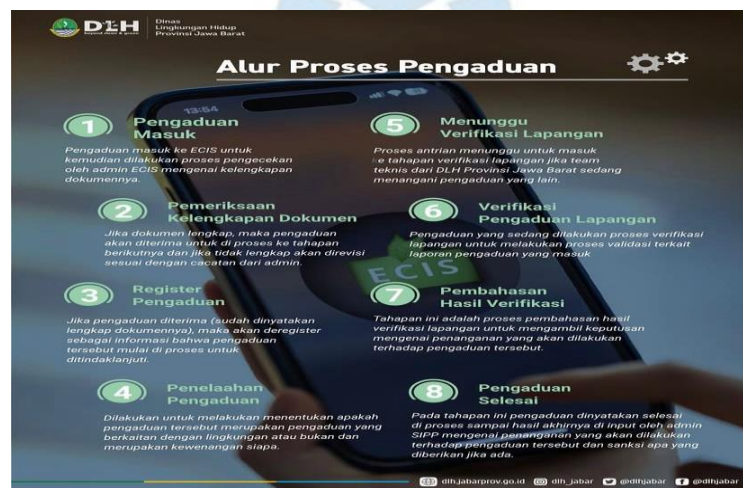 DLH
beyond clean & green
Dinas
Lingkungan Hidup
Provinsi Jawa Barat
Alur Proses Pengaduan
13:54
1
Pengaduan
Masuk
Pengaduan masuk ke ECIS untuk
kemudian dilakukan proses pengecekan
oleh admin ECIS mengenai kelengkapan
dokumennya.
2
Pemeriksaan
Kelengkapan Dokumen
Jika dokumen lengkap, maka pengaduan
akan diterima untuk di proses ke tahapan
berikutnya dan jika tidak lengkap akan direvisi
sesuai dengan cacatan dari admin.
3
Register
Pengaduan
Jika pengaduan diterima (sudah dinyatakan
lengkap dokumennya), maka akan deregister
sebagai informasi bahwa pengaduan
tersebut mulai di proses untuk
ditindaklanjuti.
4
Penelaahan
Pengaduan
Dilakukan untuk melakukan menentukan apakah
pengaduan tersebut merupakan pengaduan yang
berkaitan dengan lingkungan atau bukan dan
merupakan kewenangan siapa.
5
Menunggu
Verifikasi Lapangan
Proses antrian menunggu untuk masuk
ke tahapan verifikasi lapangan jika team
teknis dari DLH Provinsi Jawa Barat sedang
menangani pengaduan yang lain.
6
Verifikasi
Pengaduan Lapangan
Pengaduan yang sedang dilakukan proses verifikasi
lapangan untuk melakukan proses validasi terkait
laporan pengaduan yang masuk
ECIS
7
Pembahasan
Hasil Verifikasi
Tahapan ini adalah proses pembahasan hasil
verifikasi lapangan untuk mengambil keputusan
mengenai penanganan yang akan dilakukan
terhadap pengaduan tersebut.
8
Pengaduan
Selesai
Pada tahapan ini pengaduan dinyatakan selesai
di proses sampai hasil akhirnya di input oleh admin
SIPP mengenai penanganan yang akan dilakukan
terhadap pengaduan tersebut dan sanksi apa yang
diberikan jika ada.
dlh.jabarprov.go.id dlh_jabar @dlhjabar @dlhjabar